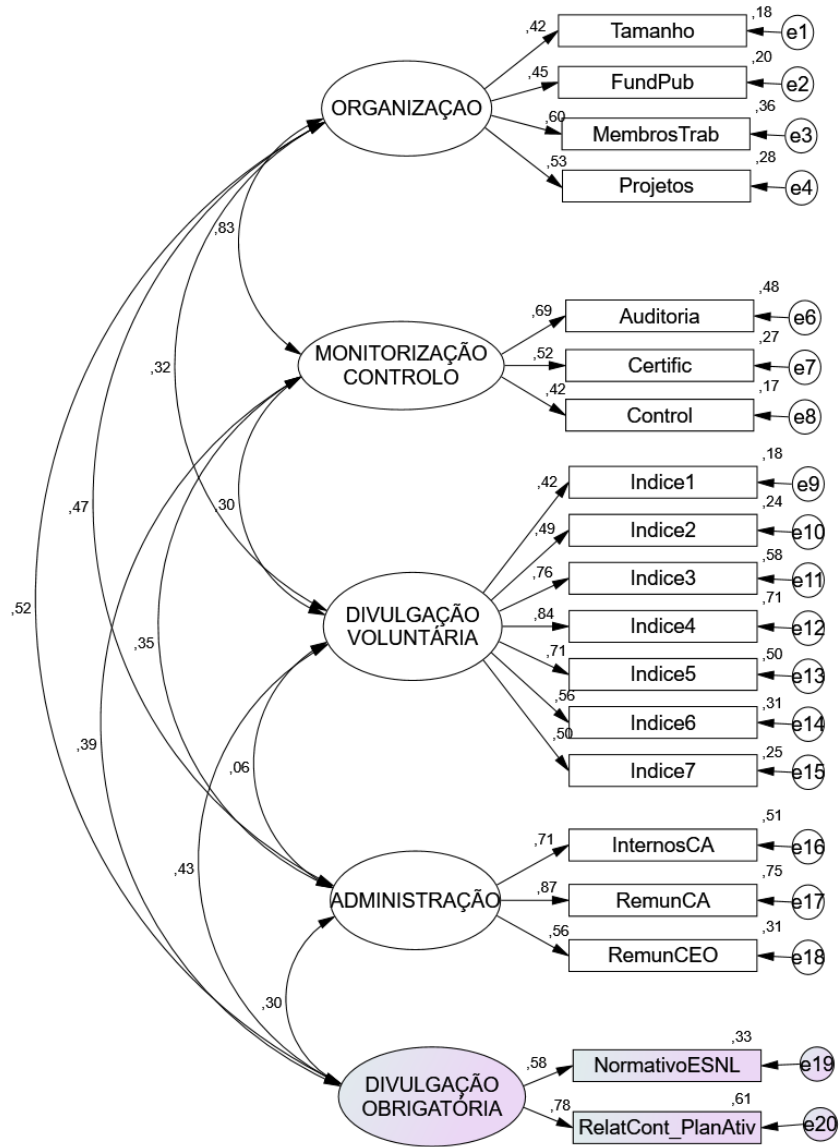 ,42
Tamanho
,18
e1
ORGANIZAÇAO
,45
FundPub
,20
e2
,60
MembrosTrab
,36
e3
,53
Projetos
,28
e4
,83
,32
,47
,52
MONITORIZAÇÃO
CONTROLO
,69
Auditoria
,48
e6
,52
Certific
,27
e7
,42
Control
,17
e8
,30
,35
,39
DIVULGAÇÃO
VOLUNTÁRIA
,42
Indice1
,18
e9
,49
Indice2
,24
e10
,76
Indice3
,58
e11
,84
Indice4
,71
e12
,71
Indice5
,50
e13
,56
Indice6
,31
e14
,50
Indice7
,25
e15
,06
,43
ADMINISTRAÇÃO
,71
InternosCA
,51
e16
,87
RemunCA
,75
e17
,56
RemunCEO
,31
e18
,30
DIVULGAÇÃO
OBRIGATÓRIA
,58
NormativoESNL
,33
e19
,78
RelatCont_PlanAtiv
,61
e20